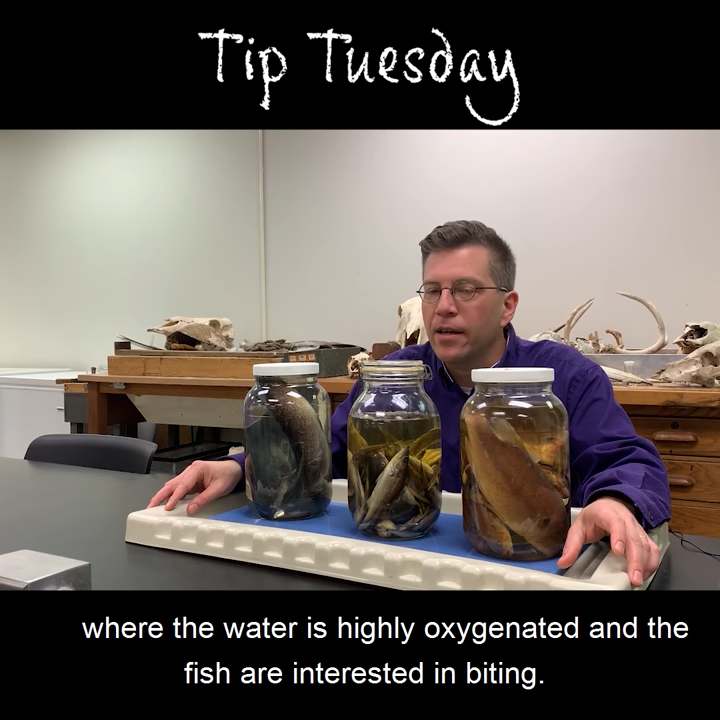 Tip Tuesday
where the water is highly oxygenated and the
fish are interested in biting.